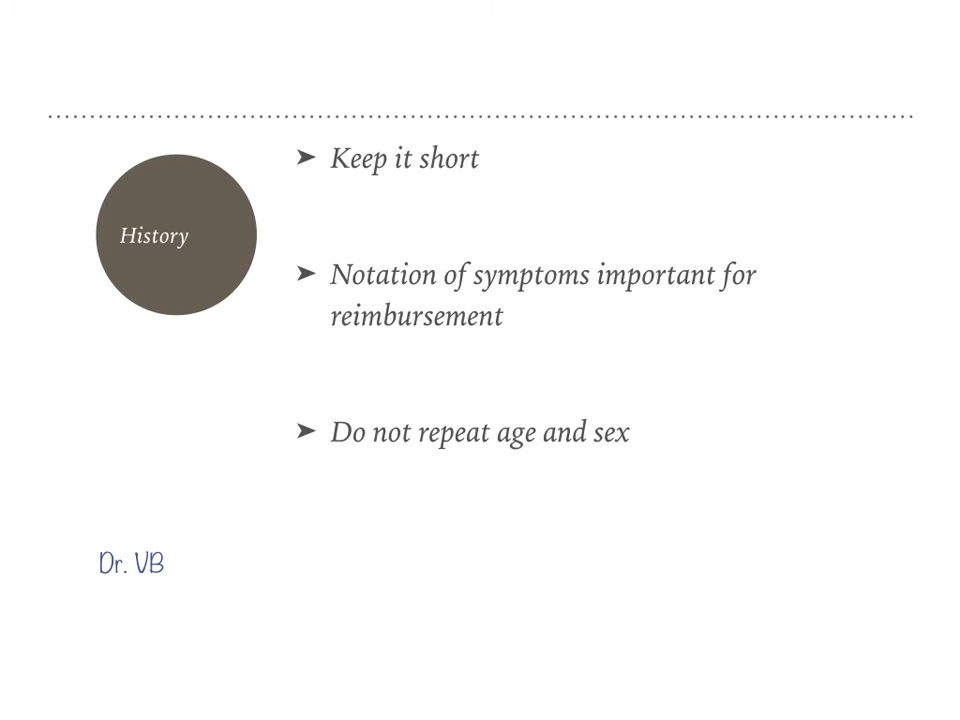 History
➤ Keep it short
➤ Notation of symptoms important for
reimbursement
➤ Do not repeat age and sex
Dr. VB